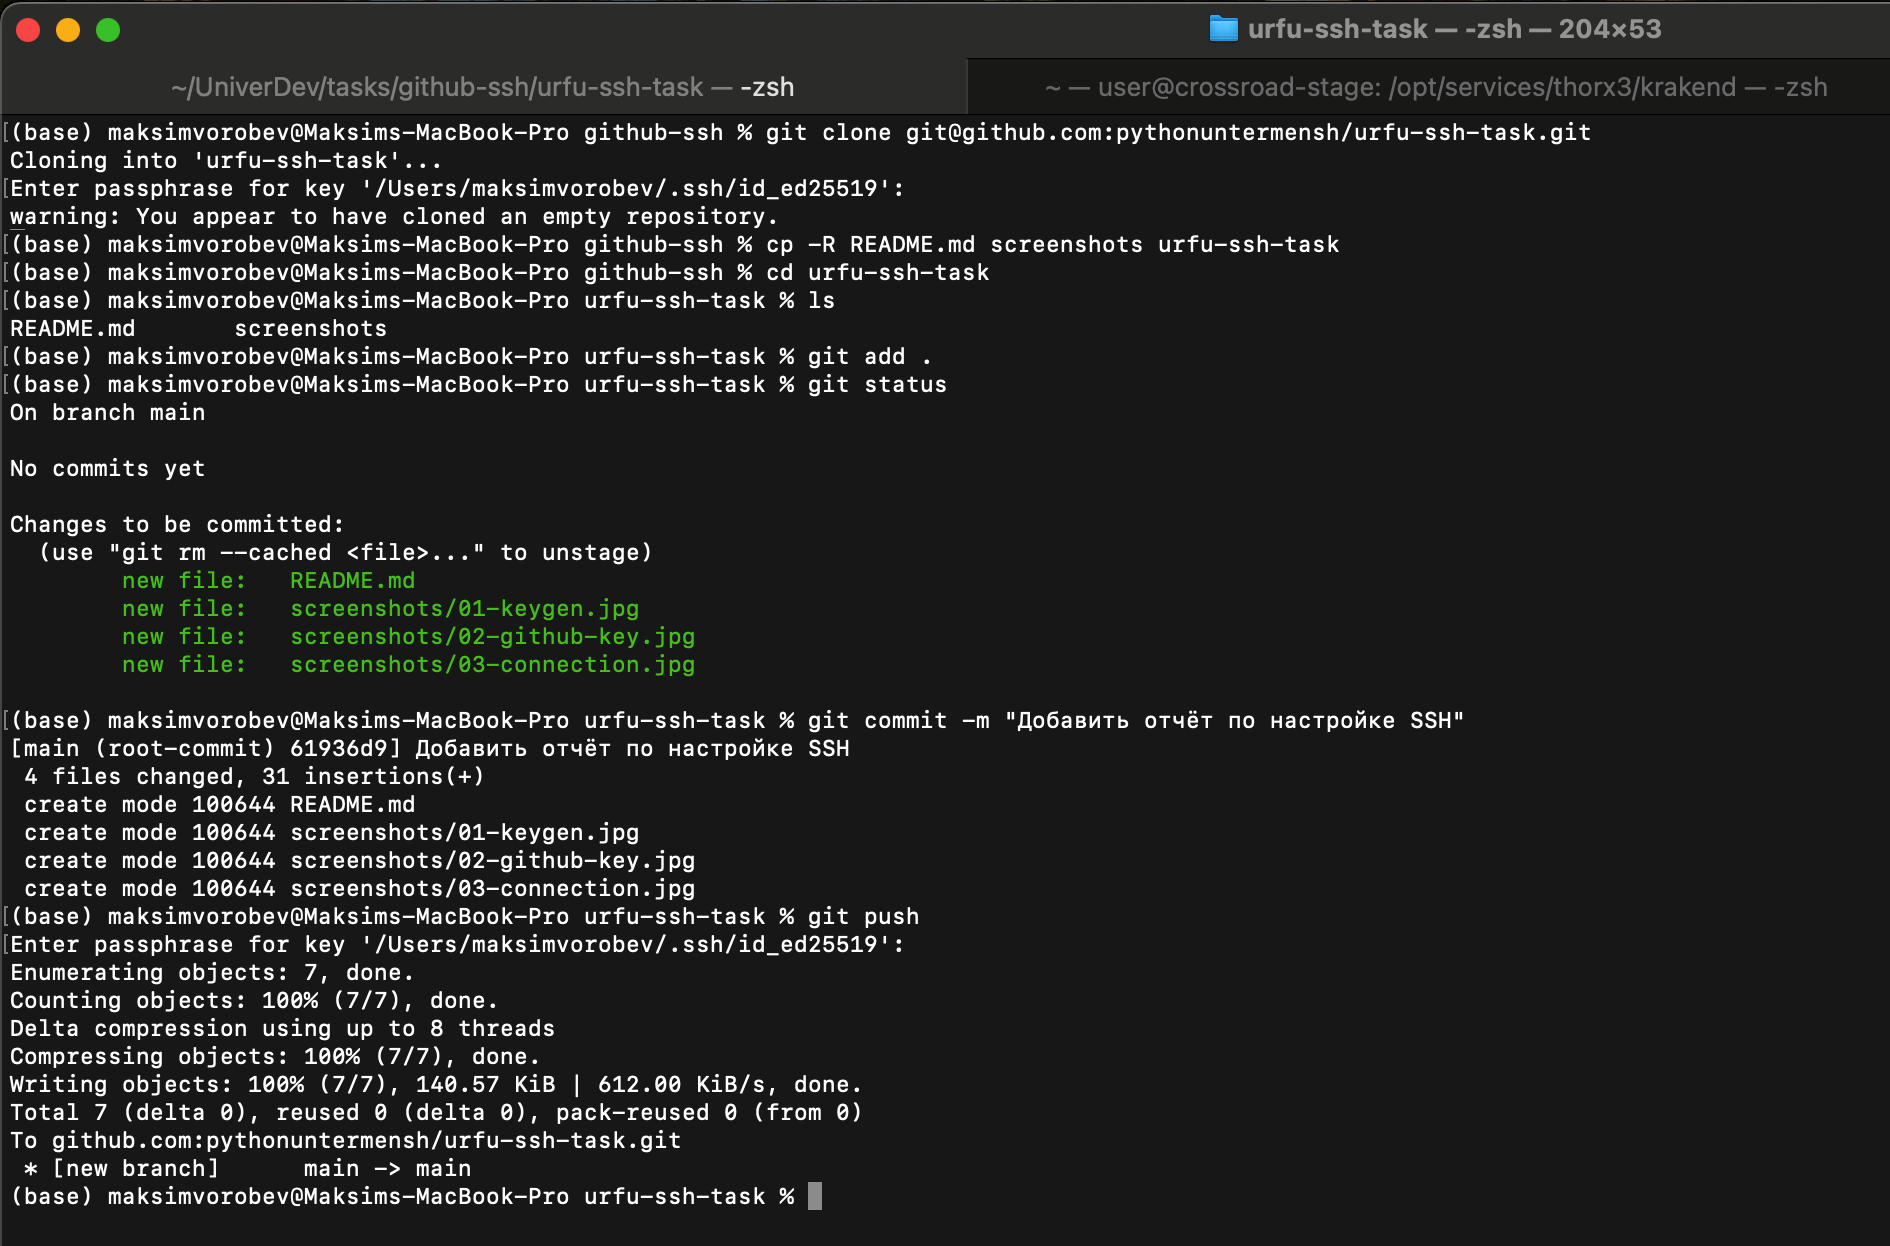 urfu-ssh-task — -zsh — 204×53
~/UniverDev/tasks/github-ssh/urfu-ssh-task — -zsh
~ — user@crossroad-stage: /opt/services/thorx3/krakend — -zsh
[(base) maksimvorobev@Maksims-MacBook-Pro github-ssh % git clone git@github.com:pythonuntermensh/urfu-ssh-task.git
Cloning into 'urfu-ssh-task'...
[Enter passphrase for key '/Users/maksimvorobev/.ssh/id_ed25519':
warning: You appear to have cloned an empty repository.
[(base) maksimvorobev@Maksims-MacBook-Pro github-ssh % cp -R README.md screenshots urfu-ssh-task
[(base) maksimvorobev@Maksims-MacBook-Pro github-ssh % cd urfu-ssh-task
[(base) maksimvorobev@Maksims-MacBook-Pro urfu-ssh-task % ls
README.md       screenshots
[(base) maksimvorobev@Maksims-MacBook-Pro urfu-ssh-task % git add .
[(base) maksimvorobev@Maksims-MacBook-Pro urfu-ssh-task % git status
On branch main
No commits yet
Changes to be committed:
  (use "git rm --cached <file>..." to unstage)
        new file:   README.md
        new file:   screenshots/01-keygen.jpg
        new file:   screenshots/02-github-key.jpg
        new file:   screenshots/03-connection.jpg
[(base) maksimvorobev@Maksims-MacBook-Pro urfu-ssh-task % git commit -m "Добавить отчёт по настройке SSH"
[main (root-commit) 61936d9] Добавить отчёт по настройке SSH
 4 files changed, 31 insertions(+)
 create mode 100644 README.md
 create mode 100644 screenshots/01-keygen.jpg
 create mode 100644 screenshots/02-github-key.jpg
 create mode 100644 screenshots/03-connection.jpg
[(base) maksimvorobev@Maksims-MacBook-Pro urfu-ssh-task % git push
[Enter passphrase for key '/Users/maksimvorobev/.ssh/id_ed25519':
Enumerating objects: 7, done.
Counting objects: 100% (7/7), done.
Delta compression using up to 8 threads
Compressing objects: 100% (7/7), done.
Writing objects: 100% (7/7), 140.57 KiB | 612.00 KiB/s, done.
Total 7 (delta 0), reused 0 (delta 0), pack-reused 0 (from 0)
To github.com:pythonuntermensh/urfu-ssh-task.git
 * [new branch]      main -> main
(base) maksimvorobev@Maksims-MacBook-Pro urfu-ssh-task %